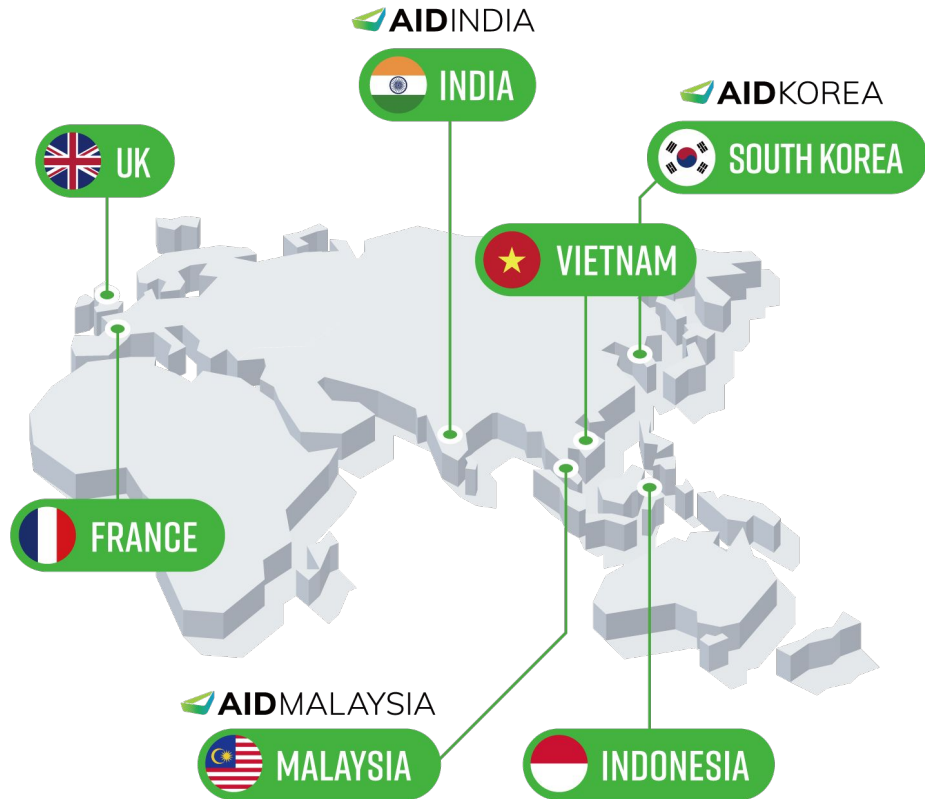 AIDINDIA
INDIA
AIDKOREA
SOUTH KOREA
UK
VIETNAM
FRANCE
AIDMALAYSIA
MALAYSIA
INDONESIA